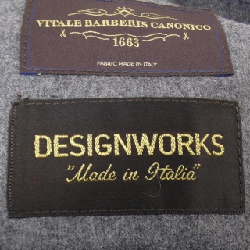 VITALE BARBERIS CANONICO
1663
FABRIC MADE IN ITALY
DESIGNWORKS
"Made in Italia"